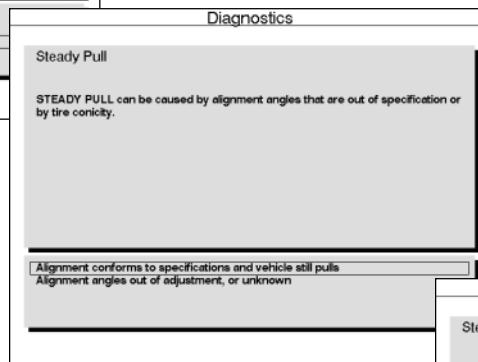 Diagnostics
Steady Pull
STEADY PULL can be caused by alignment angles that are out of specification or
by tire conicity.
Alignment conforms to specifications and vehicle still pulls
Alignment angles out of adjustment, or unknown
Ste